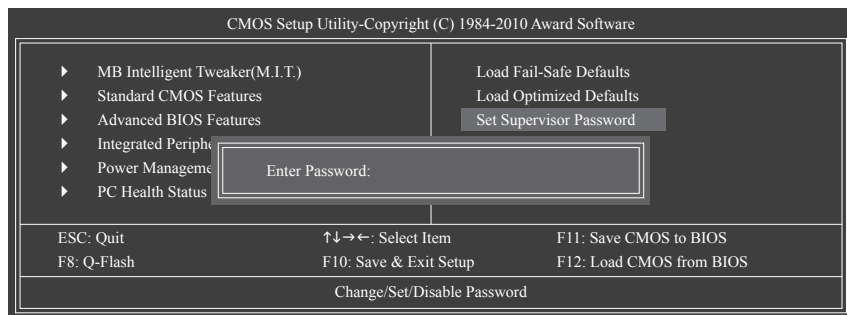 CMOS Setup Utility-Copyright (C) 1984-2010 Award Software
MB Intelligent Tweaker(M.I.T.)
Standard CMOS Features
Advanced BIOS Features
Integrated Periphe
Power Manageme
PC Health Status
Load Fail-Safe Defaults
Load Optimized Defaults
Set Supervisor Password
Enter Password:
ESC: Quit ↑↓→←: Select Item F11: Save CMOS to BIOS
F8: Q-Flash F10: Save & Exit Setup F12: Load CMOS from BIOS
Change/Set/Disable Password